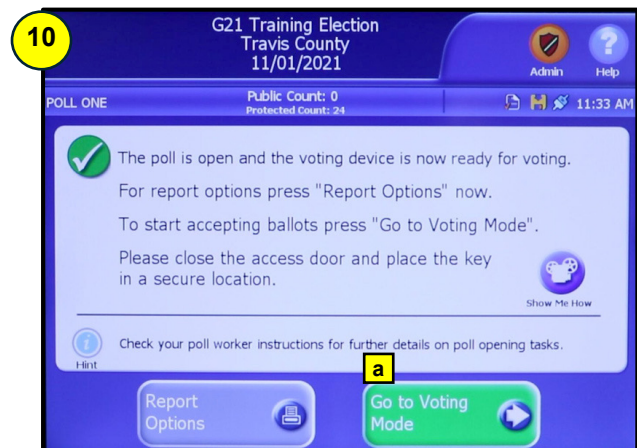 10
G21 Training Election
Travis County
11/01/2021
Admin
Help
POLL ONE
Public Count: 0
Protected Count: 24
11:33 AM
The poll is open and the voting device is now ready for voting.
For report options press "Report Options" now.
To start accepting ballots press "Go to Voting Mode".
Please close the access door and place the key
in a secure location.
Show Me How
Hint
Check your poll worker instructions for further details on poll opening tasks.
a
Report
Options
Go to Voting
Mode